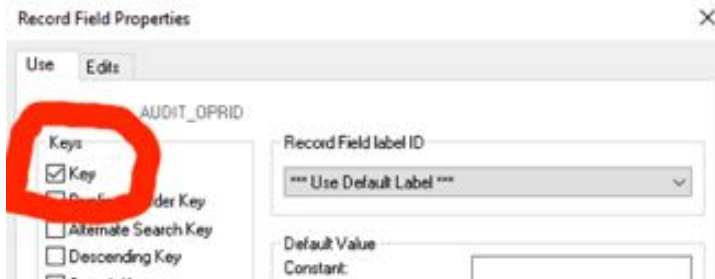 Record Field Properties
Use Edits
AUDIT_OPRID
Keys
Key
der Key
Alternate Search Key
Descending Key
Record Field label ID
*** Use Default Label ***
Default Value
Constant: